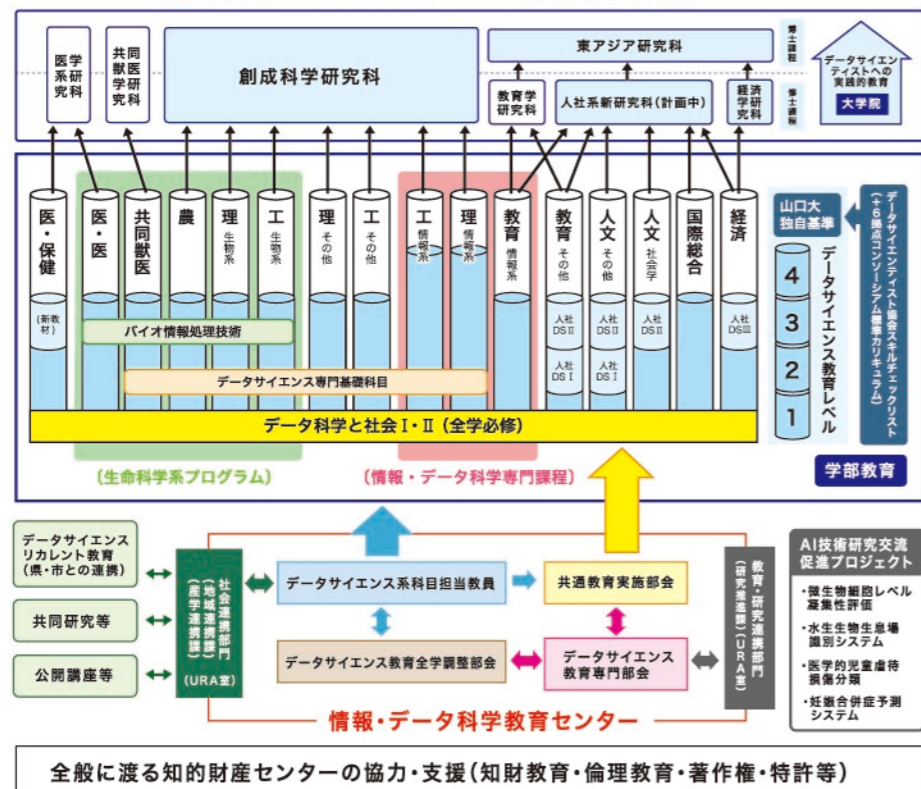 医学系研究科
共同獣医学研究科
創成科学研究科
東アジア研究科
博士課程
教育学研究科
人社系新研究科(計画中)
経済学研究科
修士課程
データサイエンティストへの実践的教育
大学院
医・保健
医・医
共同獣医
農
理 生物系
工 生物系
理 その他
工 その他
工 情報系
理 情報系
教育 情報系
教育 その他
人文 その他
人文 社会学
国際総合
経済
(新教材)
バイオ情報処理技術
データサイエンス専門基礎科目
人社DSⅡ
人社DSⅠ
人社DSⅡ
人社DSⅠ
人社DSⅡ
人社DSⅢ
データ科学と社会Ⅰ・Ⅱ(全学必修)
〔生命科学系プログラム〕
〔情報・データ科学専門課程〕
山口大独自基準
4
3
2
1
データサイエンス教育レベル
データサイエンティスト協会スキルチェックリスト
(+6拠点コンソーシアム標準カリキュラム)
学部教育
データサイエンス
リカレント教育
(県・市との連携)
共同研究等
公開講座等
社会連携部門
(地域連携課)
(産学連携課)
(URA室)
データサイエンス系科目担当教員
共通教育実施部会
データサイエンス教育全学調整部会
データサイエンス
教育専門部会
教育・研究連携部門
(研究推進課)(URA室)
情報・データ科学教育センター
AI技術研究交流
促進プロジェクト
・微生物細胞レベル
凝集性評価
・水生生物生息場
識別システム
・医学的児童虐待
損傷分類
・妊娠合併症予測
システム
全般に渡る知的財産センターの協力・支援(知財教育・倫理教育・著作権・特許等)